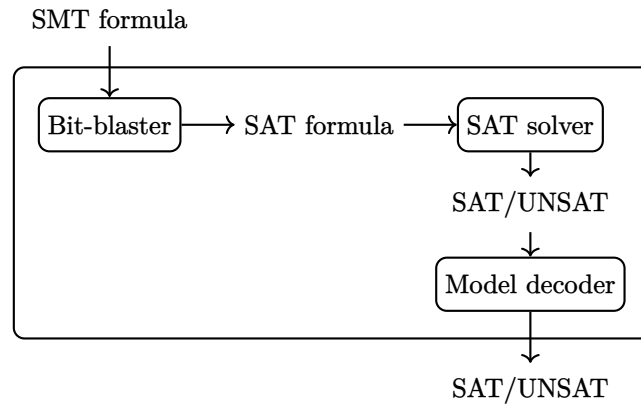 SMT formula
Bit-blaster
SAT formula
SAT solver
SAT/UNSAT
Model decoder
SAT/UNSAT